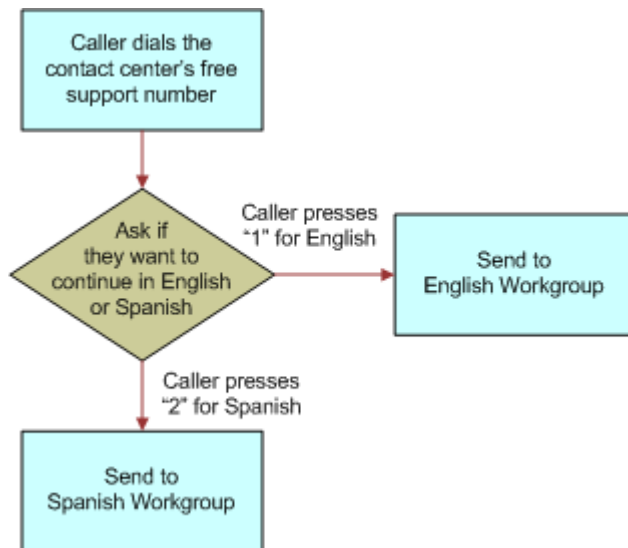 Caller dials the
contact center's free
support number
Ask if
they want to
continue in English
or Spanish
Caller presses
"1" for English
Send to
English Workgroup
Caller presses
"2" for Spanish
Send to
Spanish Workgroup